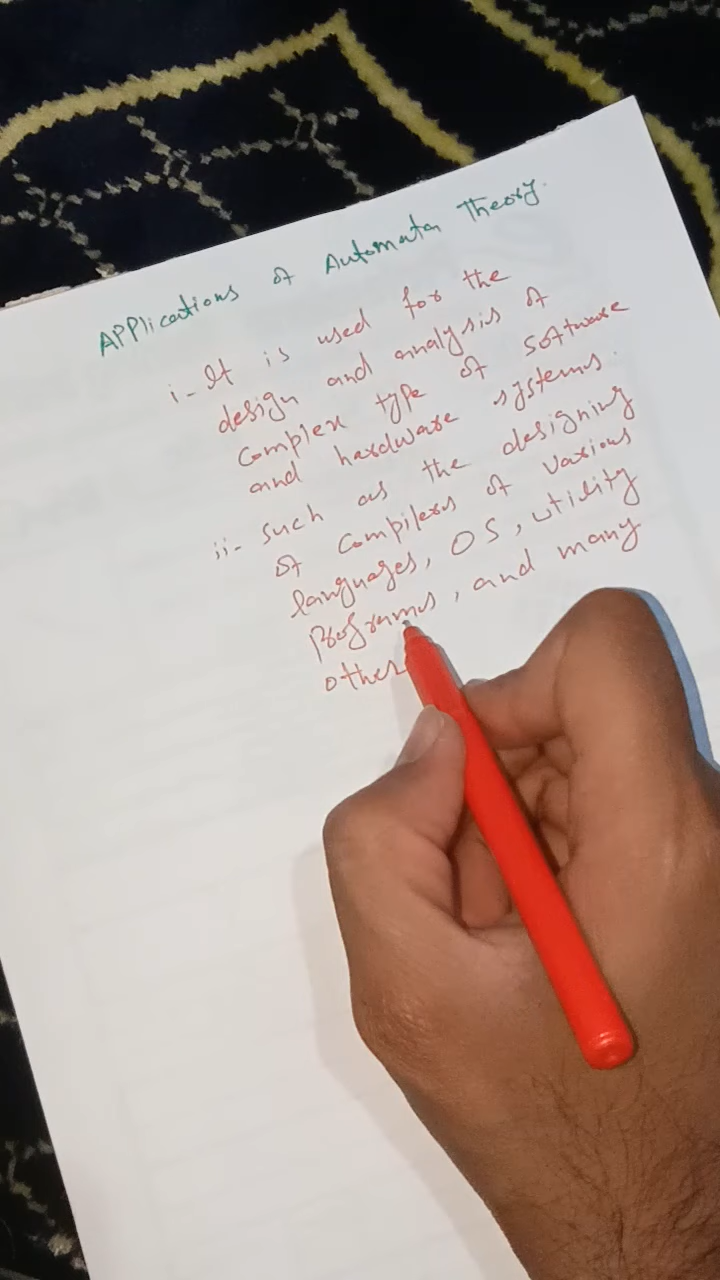 Applications of Automata Theory.
i- It is used for the
design and analysis of
complex type of software
and hardware systems.
ii- such as the designing
of compilers of various
languages, OS, utility
programs, and many
other